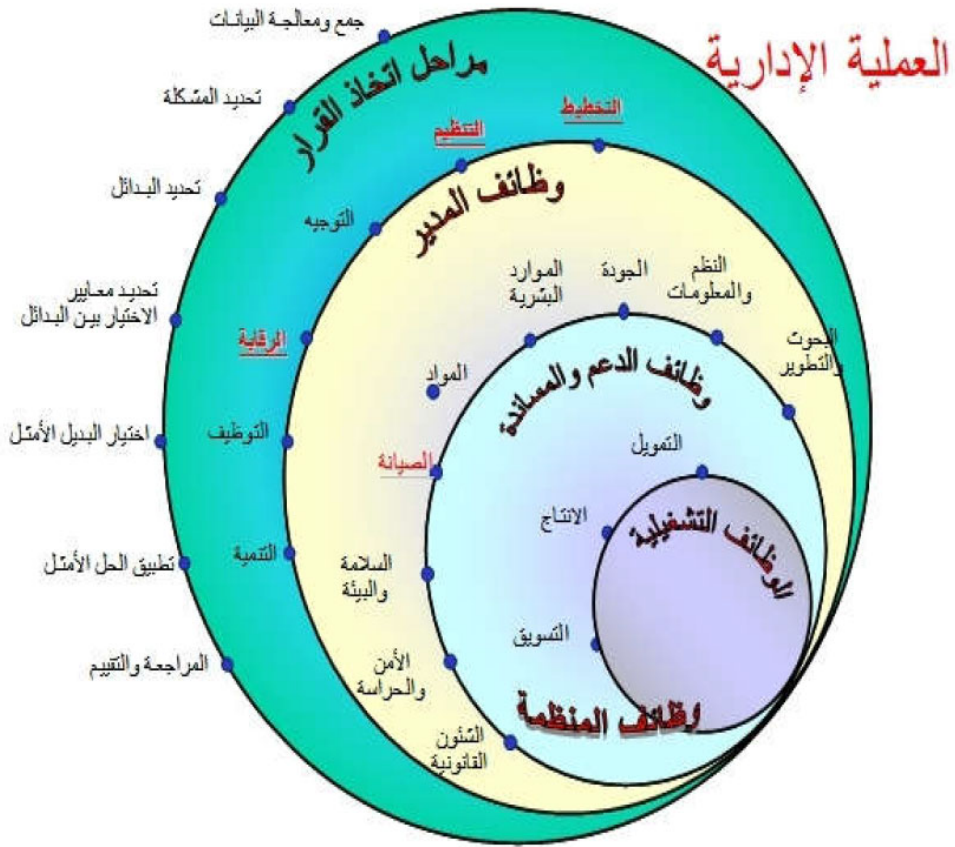 العملية الإدارية
مراحل اتخاذ القرار
جمع ومعالجة البيانات
تحديد المشكلة
تحديد البدائل
تحديد معايير
الاختيار بين البدائل
اختيار البديل الأمثل
تطبيق الحل الأمثل
المراجعة والتقييم
وظائف المدير
التخطيط
التنظيم
التوجيه
الرقابة
التوظيف
التنمية
وظائف الدعم والمساندة
البحوث
والتطوير
النظم
والمعلومات
الجودة
الموارد
البشرية
المواد
الصيانة
السلامة
والبيئة
الأمن
والحراسة
الشئون
القانونية
الوظائف التشغيلية
التمويل
الانتاج
التسويق
وظائف المنظمة